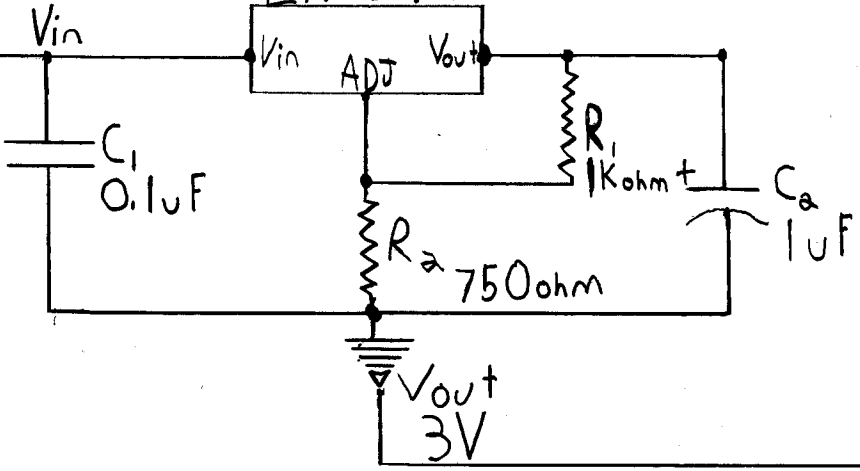 Vin
Vin
ADJ
Vout
C1
0.1uF
R1
1Kohm
+
C2
1uF
R2
750ohm
Vout
3V